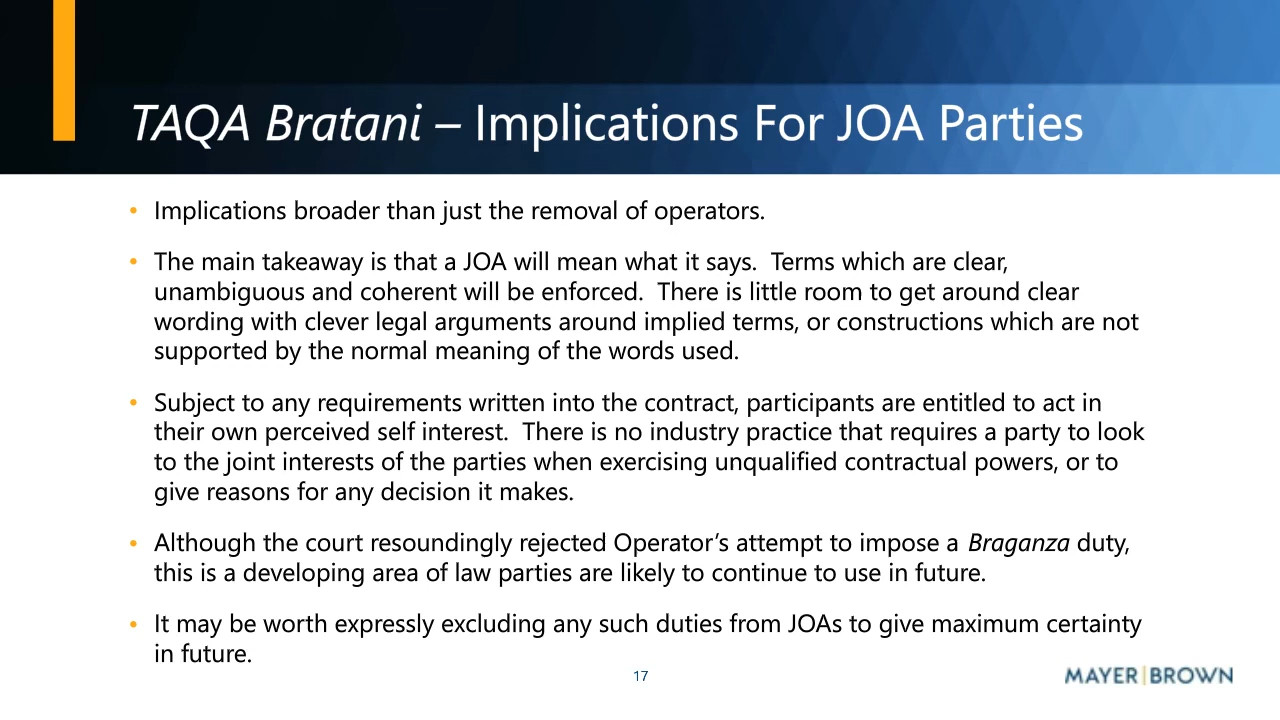 TAQA Bratani – Implications For JOA Parties
• Implications broader than just the removal of operators.
• The main takeaway is that a JOA will mean what it says.  Terms which are clear,
unambiguous and coherent will be enforced.  There is little room to get around clear
wording with clever legal arguments around implied terms, or constructions which are not
supported by the normal meaning of the words used.
• Subject to any requirements written into the contract, participants are entitled to act in
their own perceived self interest.  There is no industry practice that requires a party to look
to the joint interests of the parties when exercising unqualified contractual powers, or to
give reasons for any decision it makes.
• Although the court resoundingly rejected Operator’s attempt to impose a Braganza duty,
this is a developing area of law parties are likely to continue to use in future.
• It may be worth expressly excluding any such duties from JOAs to give maximum certainty
in future.
17
MAYER|BROWN